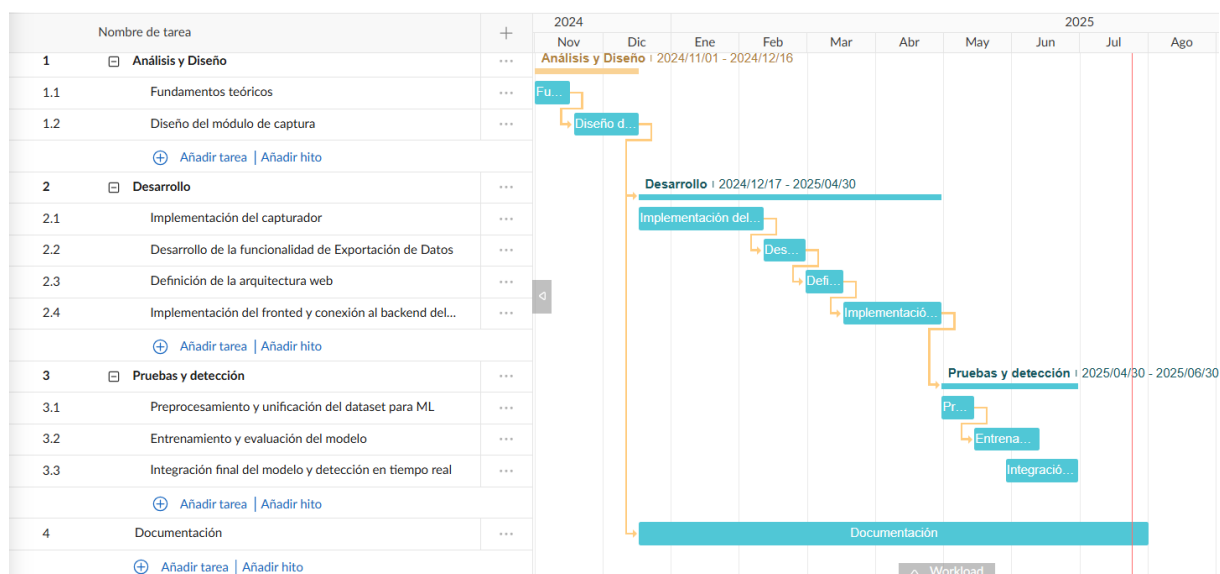 2024 2025
Nombre de tarea
Nov Dic Ene Feb Mar Abr May Jun Jul Ago
1 Análisis y Diseño Análisis y Diseño 2024/11/01 - 2024/12/16
1.1 Fundamentos teóricos Fu...
1.2 Diseño del módulo de captura Diseño d...
Añadir tarea | Añadir hito
2 Desarrollo Desarrollo 2024/12/17 - 2025/04/30
2.1 Implementación del capturador Implementación del...
2.2 Desarrollo de la funcionalidad de Exportación de Datos Des...
2.3 Definición de la arquitectura web Defi...
2.4 Implementación del fronted y conexión al backend del... Implementació...
Añadir tarea | Añadir hito
3 Pruebas y detección Pruebas y detección 2025/04/30 - 2025/06/30
3.1 Preprocesamiento y unificación del dataset para ML Pr...
3.2 Entrenamiento y evaluación del modelo Entrena...
3.3 Integración final del modelo y detección en tiempo real Integració...
Añadir tarea | Añadir hito
4 Documentación Documentación
Añadir tarea | Añadir hito
Workload